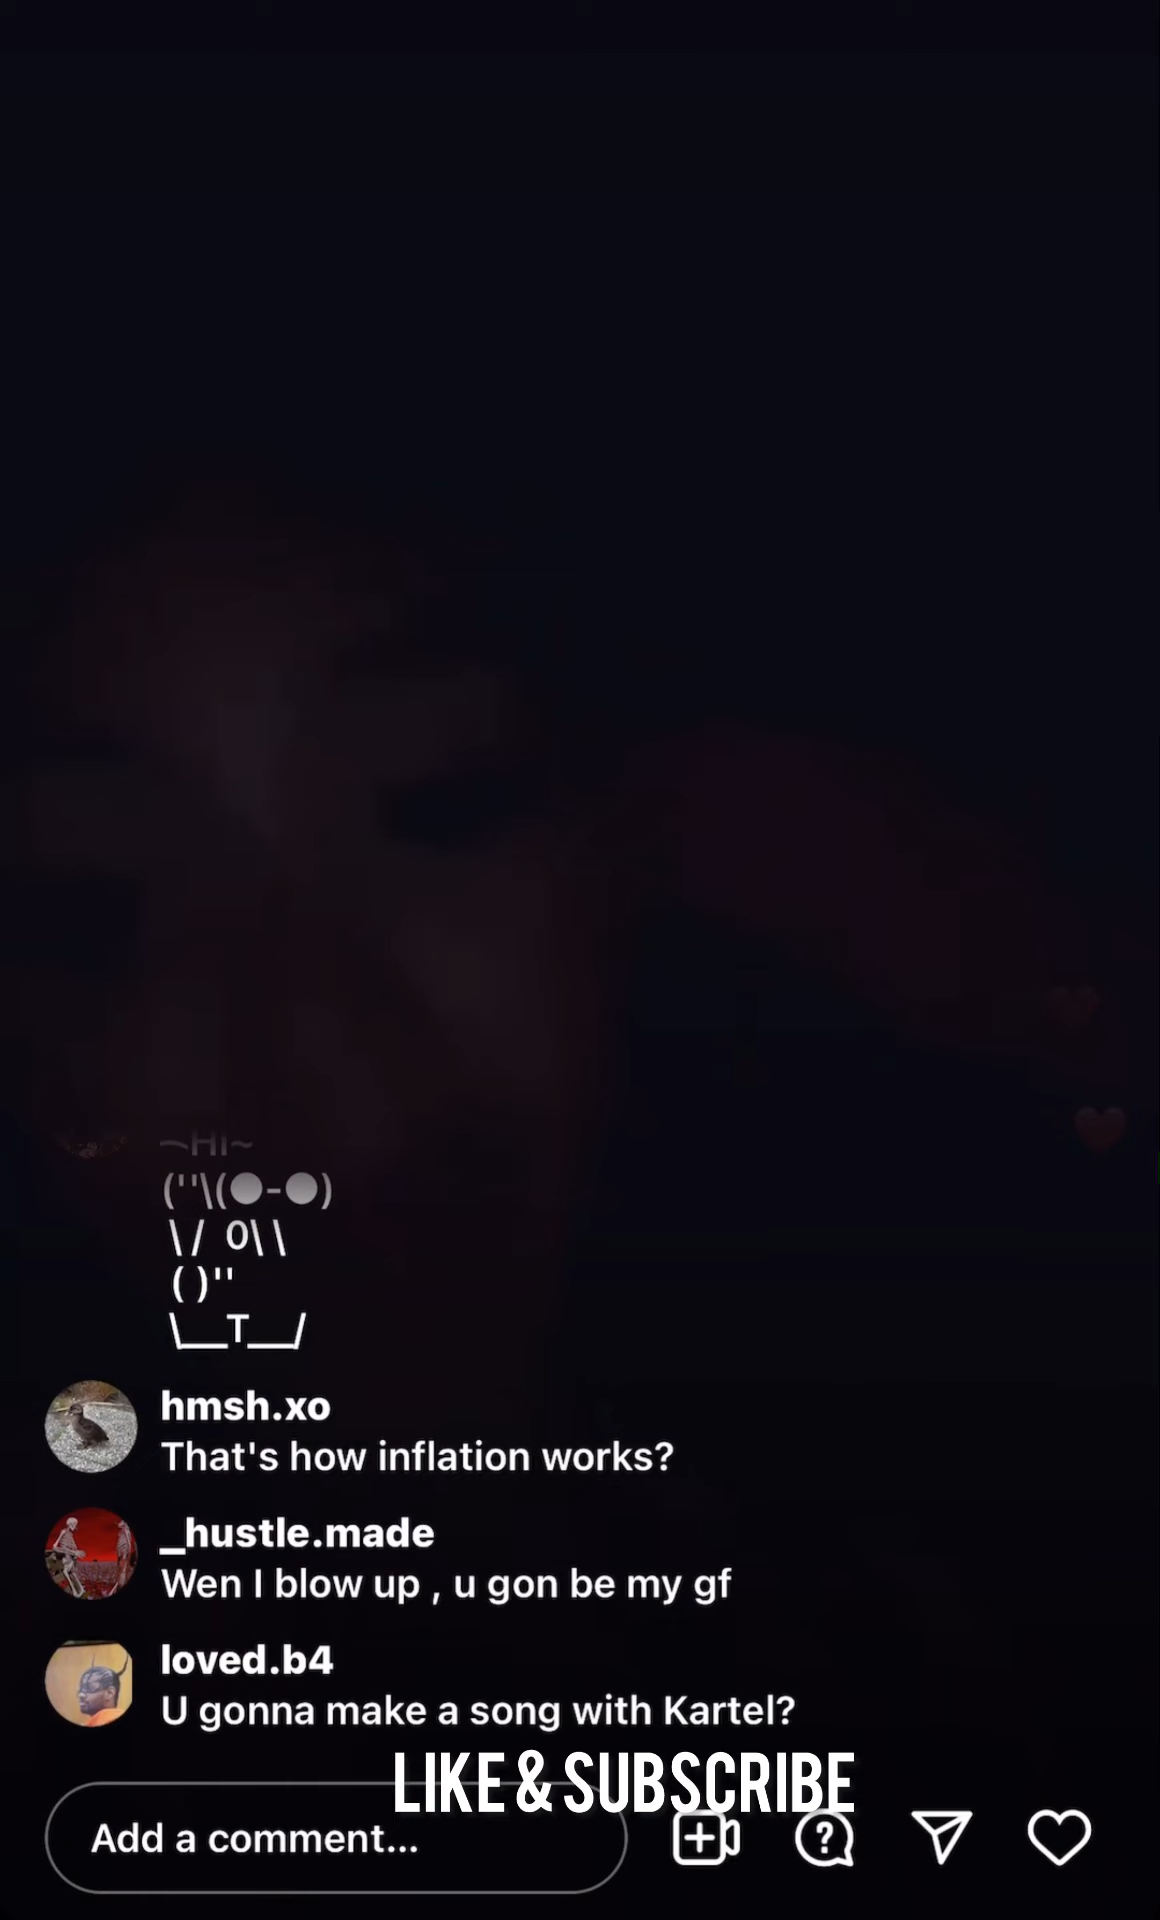 ~Hi~
(''\(●-●)
\/ 0\\
()''
\__T__/
hmsh.xo
That's how inflation works?
_hustle.made
Wen I blow up , u gon be my gf
loved.b4
U gonna make a song with Kartel?
LIKE & SUBSCRIBE
Add a comment...